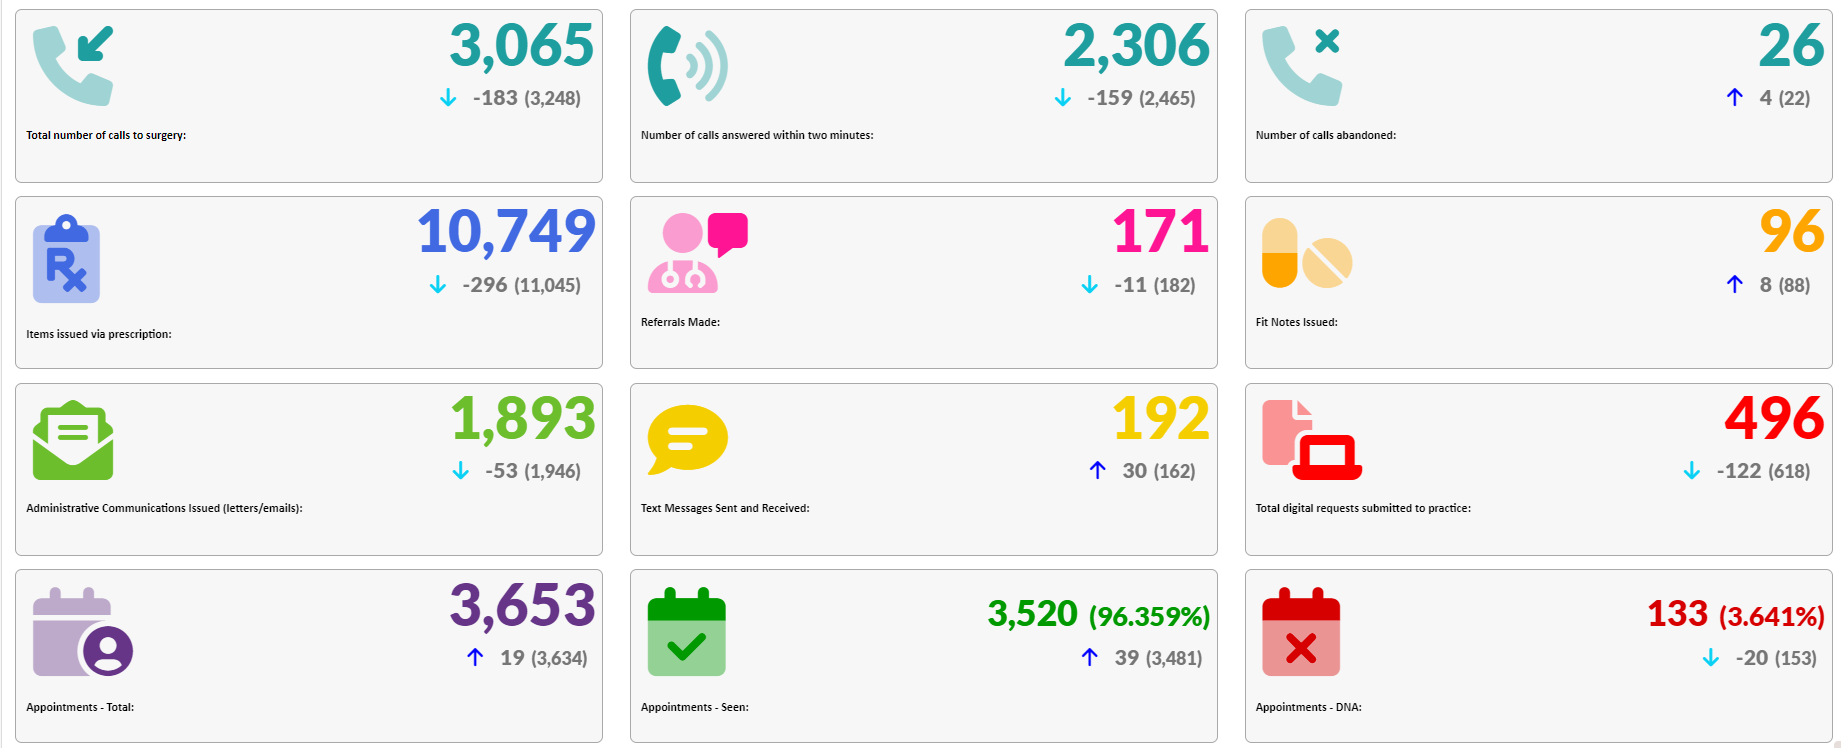 3,065
-183 (3,248)
Total number of calls to surgery:
2,306
-159 (2,465)
Number of calls answered within two minutes:
26
4 (22)
Number of calls abandoned:
10,749
-296 (11,045)
Rx
Items issued via prescription:
171
-11 (182)
Referrals Made:
96
8 (88)
Fit Notes Issued:
1,893
-53 (1,946)
Administrative Communications Issued (letters/emails):
192
30 (162)
Text Messages Sent and Received:
496
-122 (618)
Total digital requests submitted to practice:
3,653
19 (3,634)
Appointments - Total:
3,520 (96.359%)
39 (3,481)
Appointments - Seen:
133 (3.641%)
-20 (153)
Appointments - DNA: